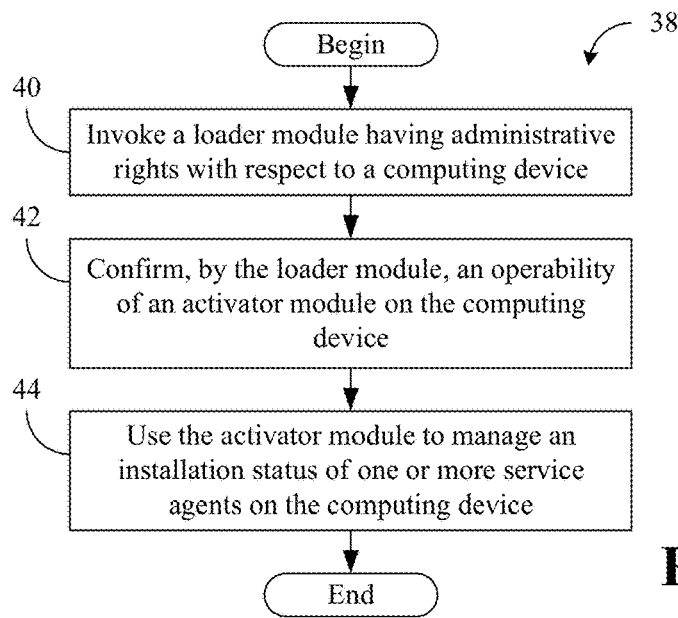 Begin
38
40
Invoke a loader module having administrative
rights with respect to a computing device
42
Confirm, by the loader module, an operability
of an activator module on the computing
device
44
Use the activator module to manage an
installation status of one or more service
agents on the computing device
End